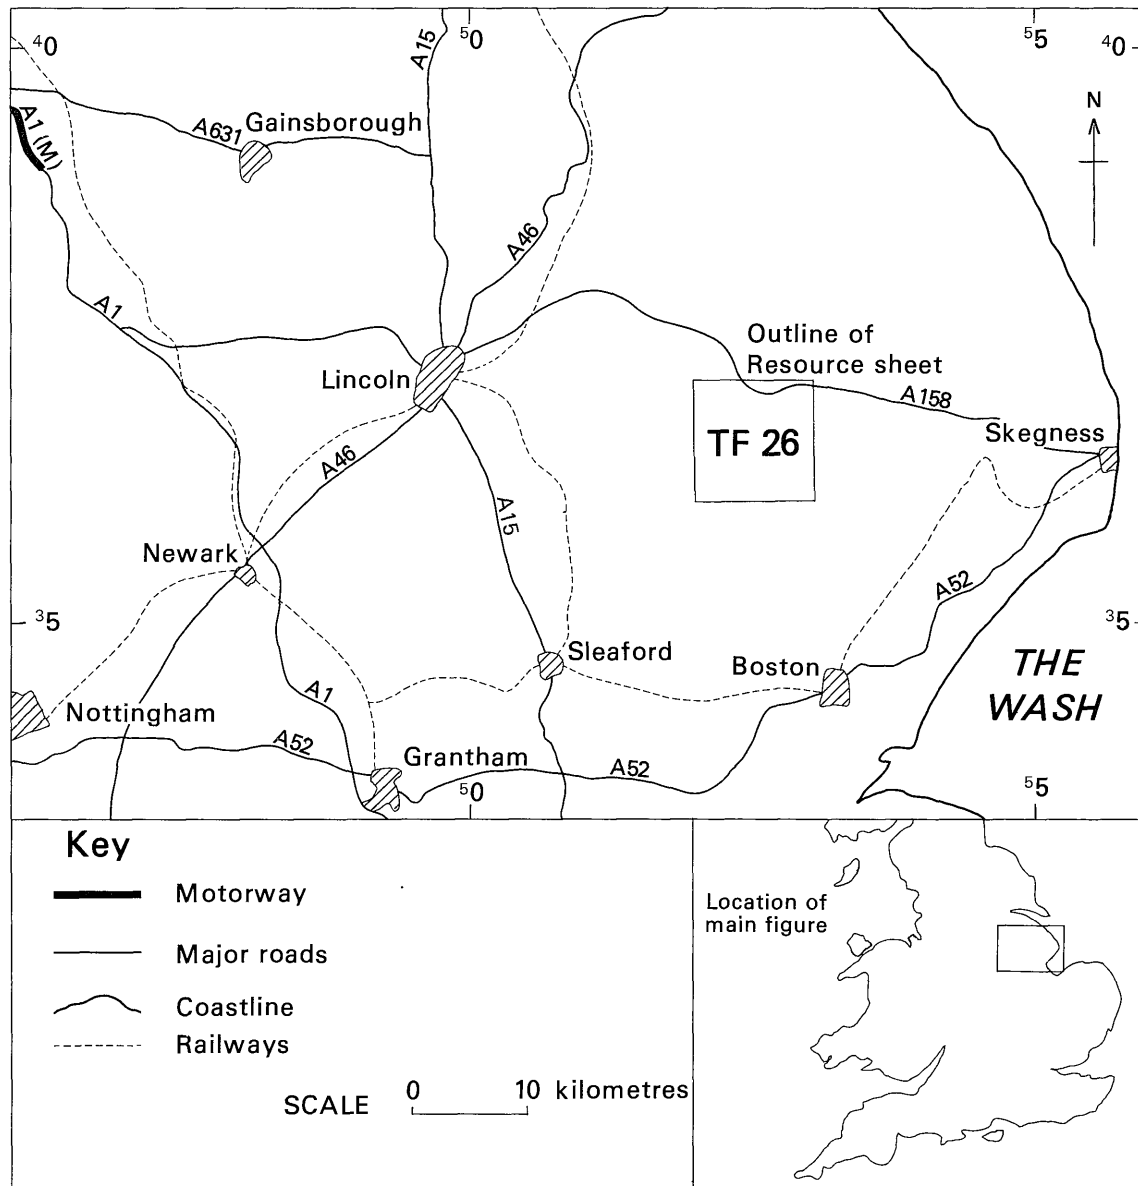 ⁵0
⁵5
⁴0
⁴0
A15
N
A631
Gainsborough
A1(M)
A46
A1
Outline of
Resource sheet
Lincoln
A158
TF 26
Skegness
A46
A15
Newark
A52
³5
³5
Sleaford
Boston
THE
WASH
A1
Nottingham
A52
Grantham
A52
⁵0
⁵5
Key
Motorway
Major roads
Coastline
Railways
SCALE
0
10 kilometres
Location of
main figure